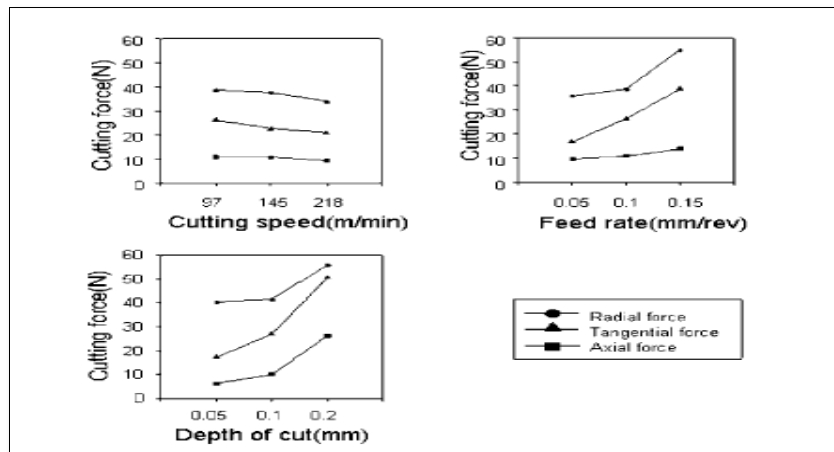 Cutting force(N)
60
50
40
30
20
10
0
97 145 218
Cutting speed(m/min)
Cutting force(N)
60
50
40
30
20
10
0
0.05 0.1 0.15
Feed rate(mm/rev)
Cutting force(N)
60
50
40
30
20
10
0
0.05 0.1 0.2
Depth of cut(mm)
Radial force
Tangential force
Axial force